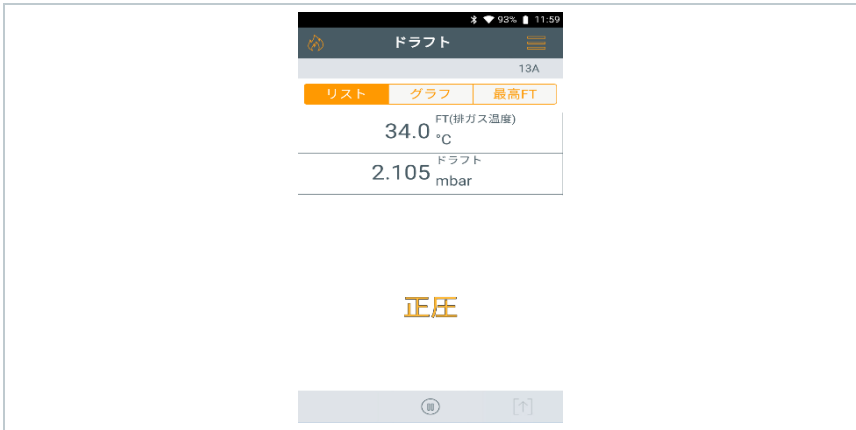 93% 11:59
ドラフト
13A
リスト グラフ 最高FT
34.0 FT(排ガス温度)
°C
2.105 ドラフト
mbar
正圧